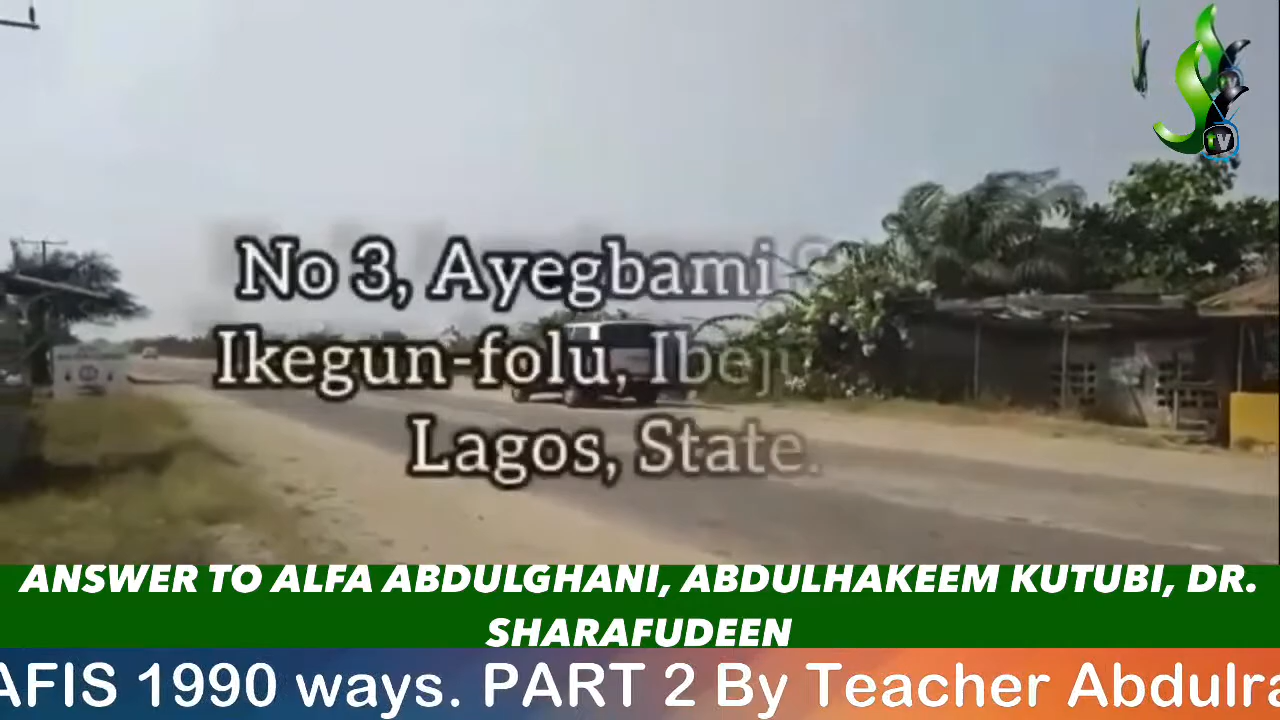 No 3, Ayegbami
Ikegun-folu, Ibeju
Lagos, State.
ANSWER TO ALFA ABDULGHANI, ABDULHAKEEM KUTUBI, DR.
SHARAFUDEEN
AFIS 1990 ways. PART 2 By Teacher Abdulra
tv